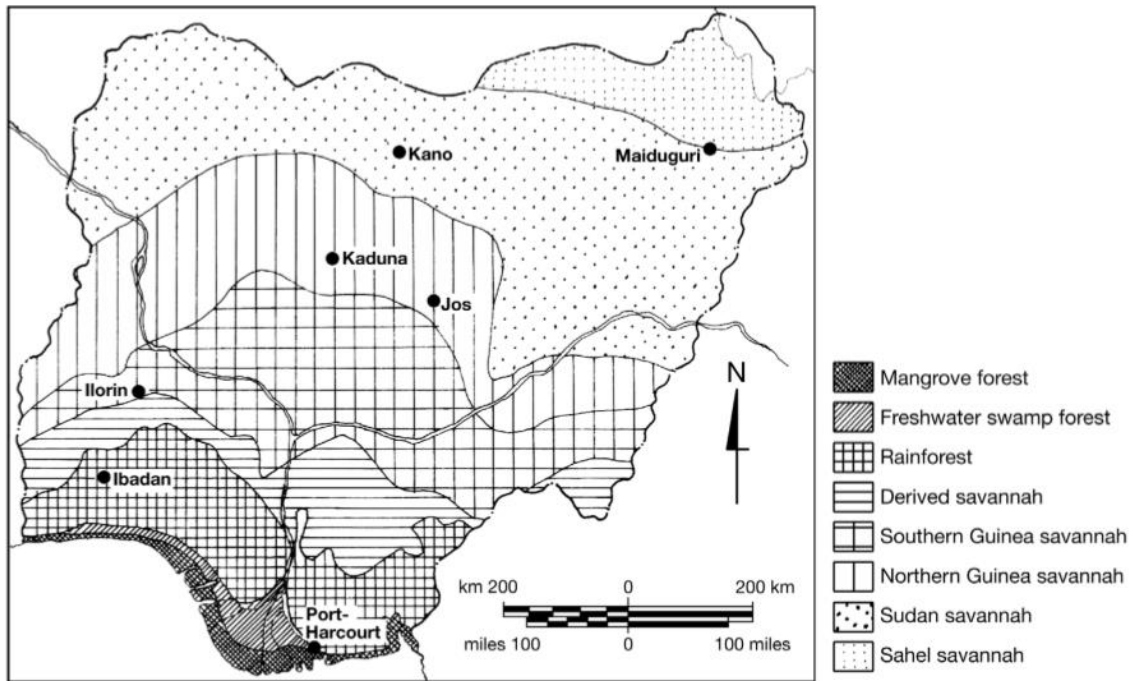 Kano
Maiduguri
Kaduna
Jos
Ilorin
Ibadan
Port-
Harcourt
N
km 200 0 200 km
miles 100 0 100 miles
Mangrove forest
Freshwater swamp forest
Rainforest
Derived savannah
Southern Guinea savannah
Northern Guinea savannah
Sudan savannah
Sahel savannah